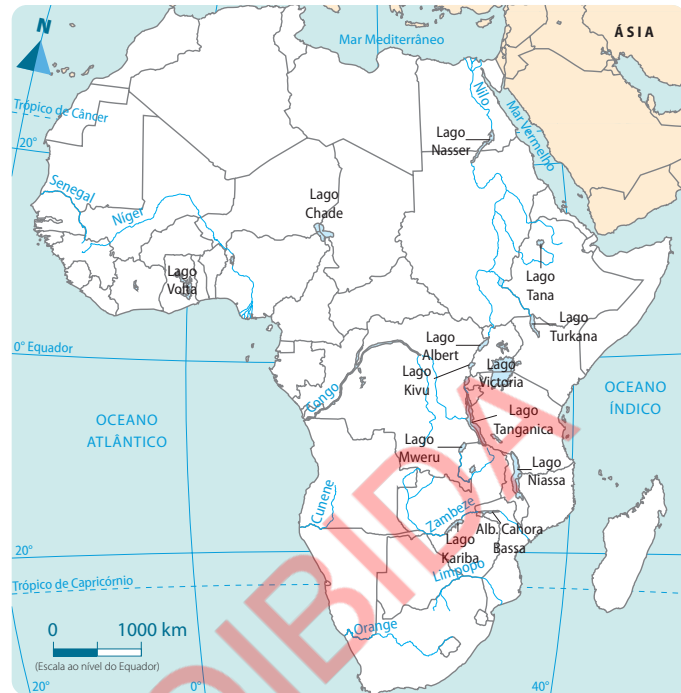 N
Mar Mediterrâneo
ÁSIA
Trópico de Câncer
20°
Nilo
Mar Vermelho
Lago
Nasser
Senegal
Níger
Lago
Chade
Lago
Volta
Lago
Tana
Lago
Turkana
0° Equador
Lago
Albert
Lago
Kivu
Lago
Victoria
Congo
OCEANO
ATLÂNTICO
OCEANO
ÍNDICO
Lago
Tanganica
Lago
Mweru
Lago
Niassa
Cunene
Zambeze
Alb. Cahora
Bassa
Lago
Kariba
20°
Limpopo
Trópico de Capricórnio
0 1000 km
(Escala ao nível do Equador)
Orange
20°
0°
40°
DIBIDA